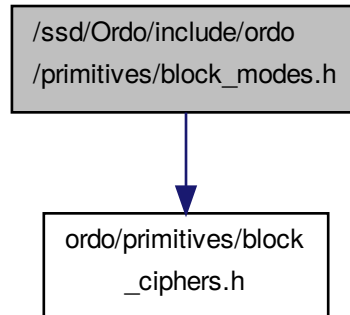 /ssd/Ordo/include/ordo
/primitives/block_modes.h
ordo/primitives/block
_ciphers.h